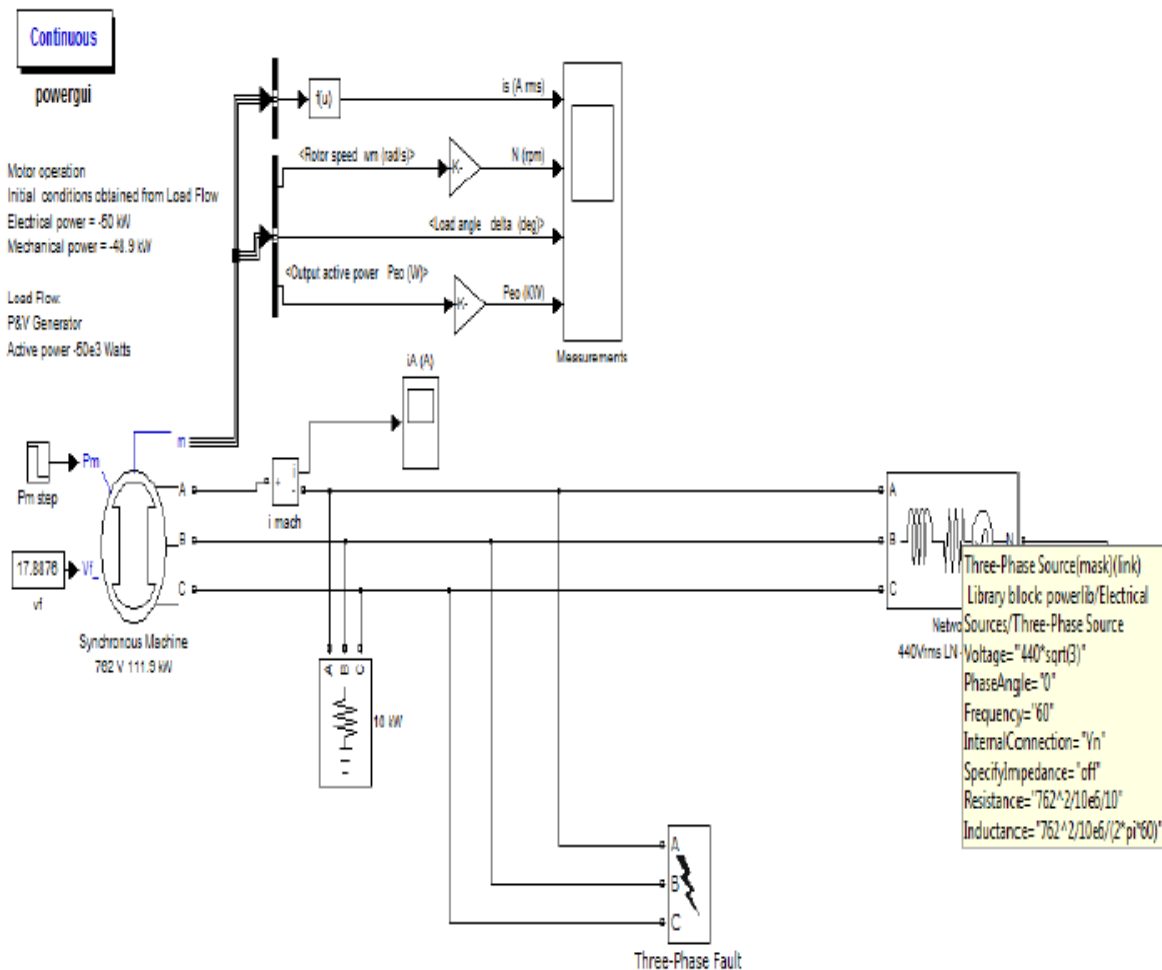 Continuous
powergui
Motor operation
Initial conditions obtained from Load Flow
Electrical power = -50 kW
Mechanical power = -48.9 kW
Load Flow:
P&V Generator
Active power -50e3 Watts
f(u)
is (A rms)
<Rotor speed wm (rad/s)>
K-
N (rpm)
<Load angle delta (deg)>
<Output active power Peo (W)>
K-
Peo (KW)
Measurements
iA (A)
m
Pm
Pm step
A
+
i
-
i mach
A
B
B
N
17.8876
Vf_
vf
C
C
Synchronous Machine
762 V 111.9 kW
A
B
C
10 kW
Netwo
440Vrms LN
Three-Phase Source(mask)(link)
Library block: powerlib/Electrical
Sources/Three-Phase Source
Voltage="440*sqrt(3)"
PhaseAngle="0"
Frequency="60"
InternalConnection="Yn"
SpecifyImpedance="off"
Resistance="762^2/10e6/10"
Inductance="762^2/10e6/(2*pi*60)"
A
B
C
Three-Phase Fault